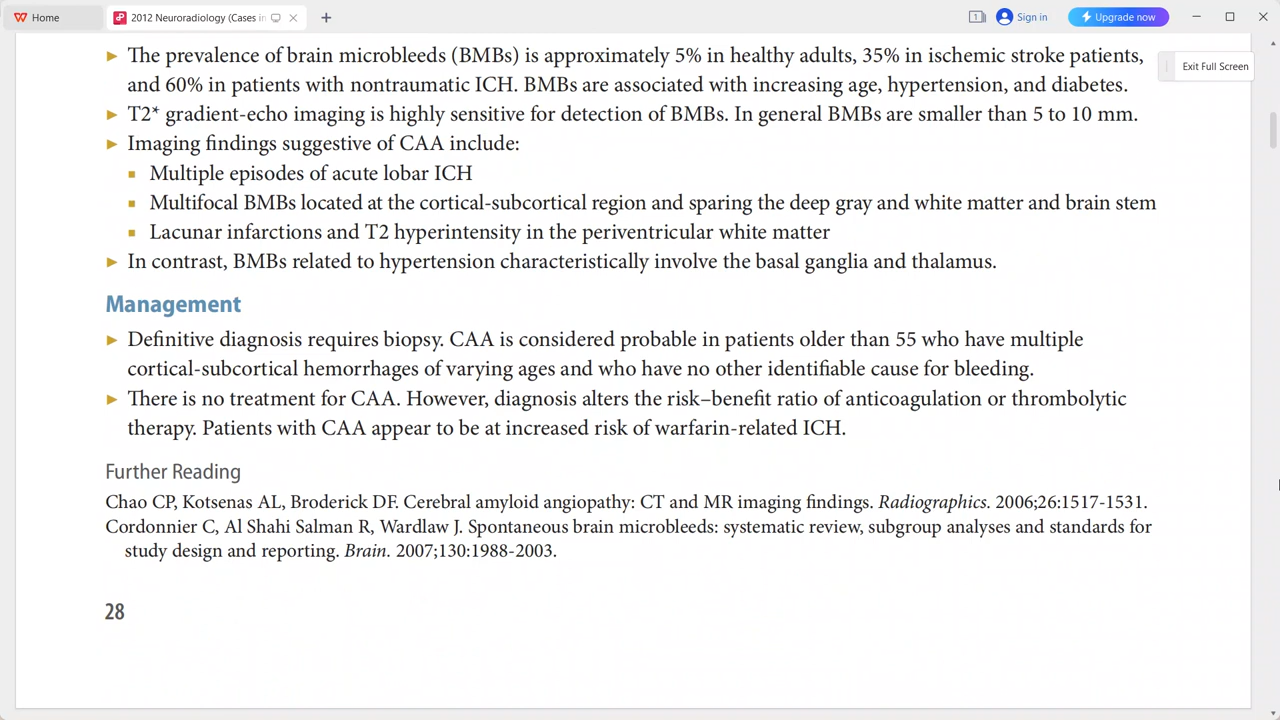 Home
2012 Neuroradiology (Cases in
1
Sign in
Upgrade now
Exit Full Screen
► The prevalence of brain microbleeds (BMBs) is approximately 5% in healthy adults, 35% in ischemic stroke patients,
and 60% in patients with nontraumatic ICH. BMBs are associated with increasing age, hypertension, and diabetes.
► T2* gradient-echo imaging is highly sensitive for detection of BMBs. In general BMBs are smaller than 5 to 10 mm.
► Imaging findings suggestive of CAA include:
■ Multiple episodes of acute lobar ICH
■ Multifocal BMBs located at the cortical-subcortical region and sparing the deep gray and white matter and brain stem
■ Lacunar infarctions and T2 hyperintensity in the periventricular white matter
► In contrast, BMBs related to hypertension characteristically involve the basal ganglia and thalamus.
Management
► Definitive diagnosis requires biopsy. CAA is considered probable in patients older than 55 who have multiple
cortical-subcortical hemorrhages of varying ages and who have no other identifiable cause for bleeding.
► There is no treatment for CAA. However, diagnosis alters the risk–benefit ratio of anticoagulation or thrombolytic
therapy. Patients with CAA appear to be at increased risk of warfarin-related ICH.
Further Reading
Chao CP, Kotsenas AL, Broderick DF. Cerebral amyloid angiopathy: CT and MR imaging findings. Radiographics. 2006;26:1517-1531.
Cordonnier C, Al Shahi Salman R, Wardlaw J. Spontaneous brain microbleeds: systematic review, subgroup analyses and standards for
study design and reporting. Brain. 2007;130:1988-2003.
28